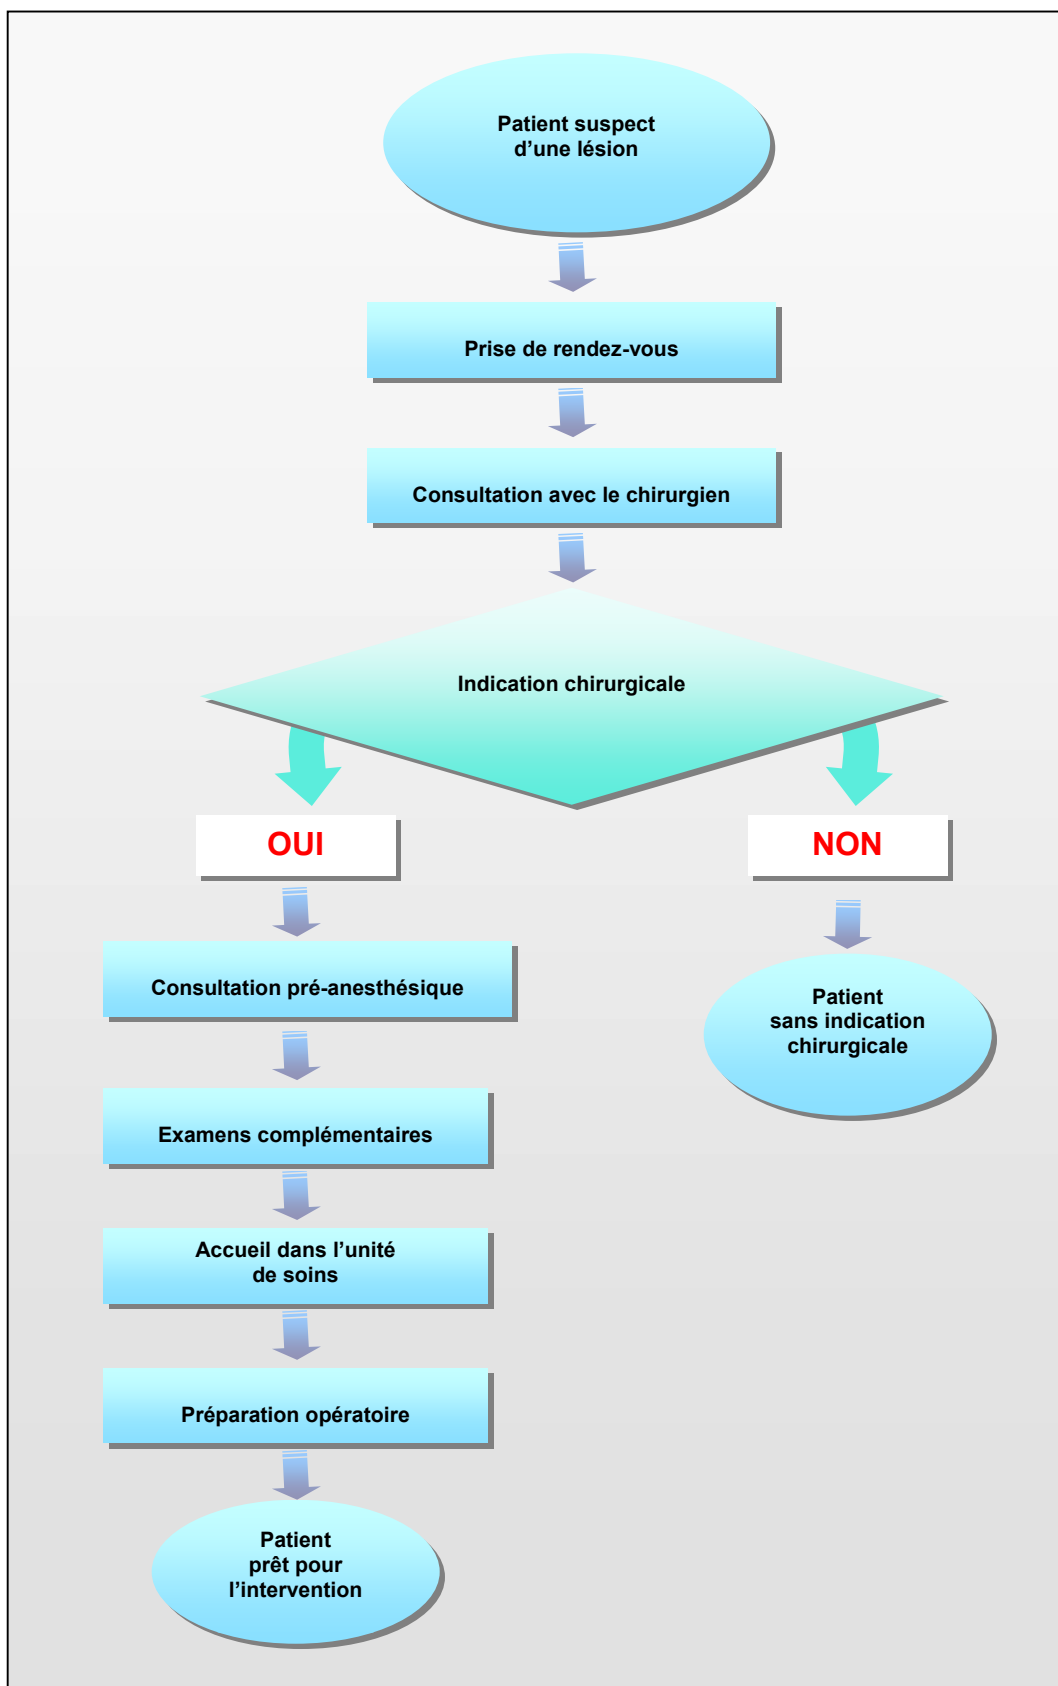 Patient suspect
d’une lésion
Prise de rendez-vous
Consultation avec le chirurgien
Indication chirurgicale
OUI
NON
Consultation pré-anesthésique
Patient
sans indication
chirurgicale
Examens complémentaires
Accueil dans l’unité
de soins
Préparation opératoire
Patient
prêt pour
l’intervention